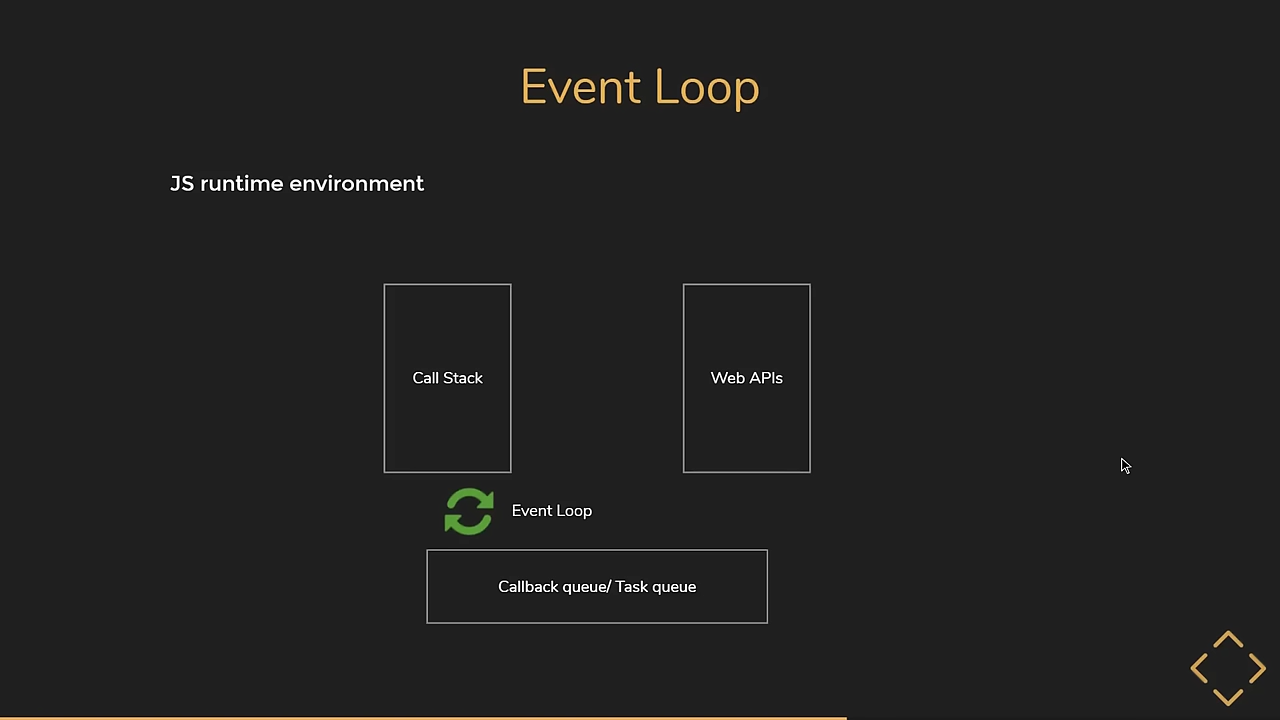 Event Loop
JS runtime environment
Call Stack
Web APIs
Event Loop
Callback queue/ Task queue